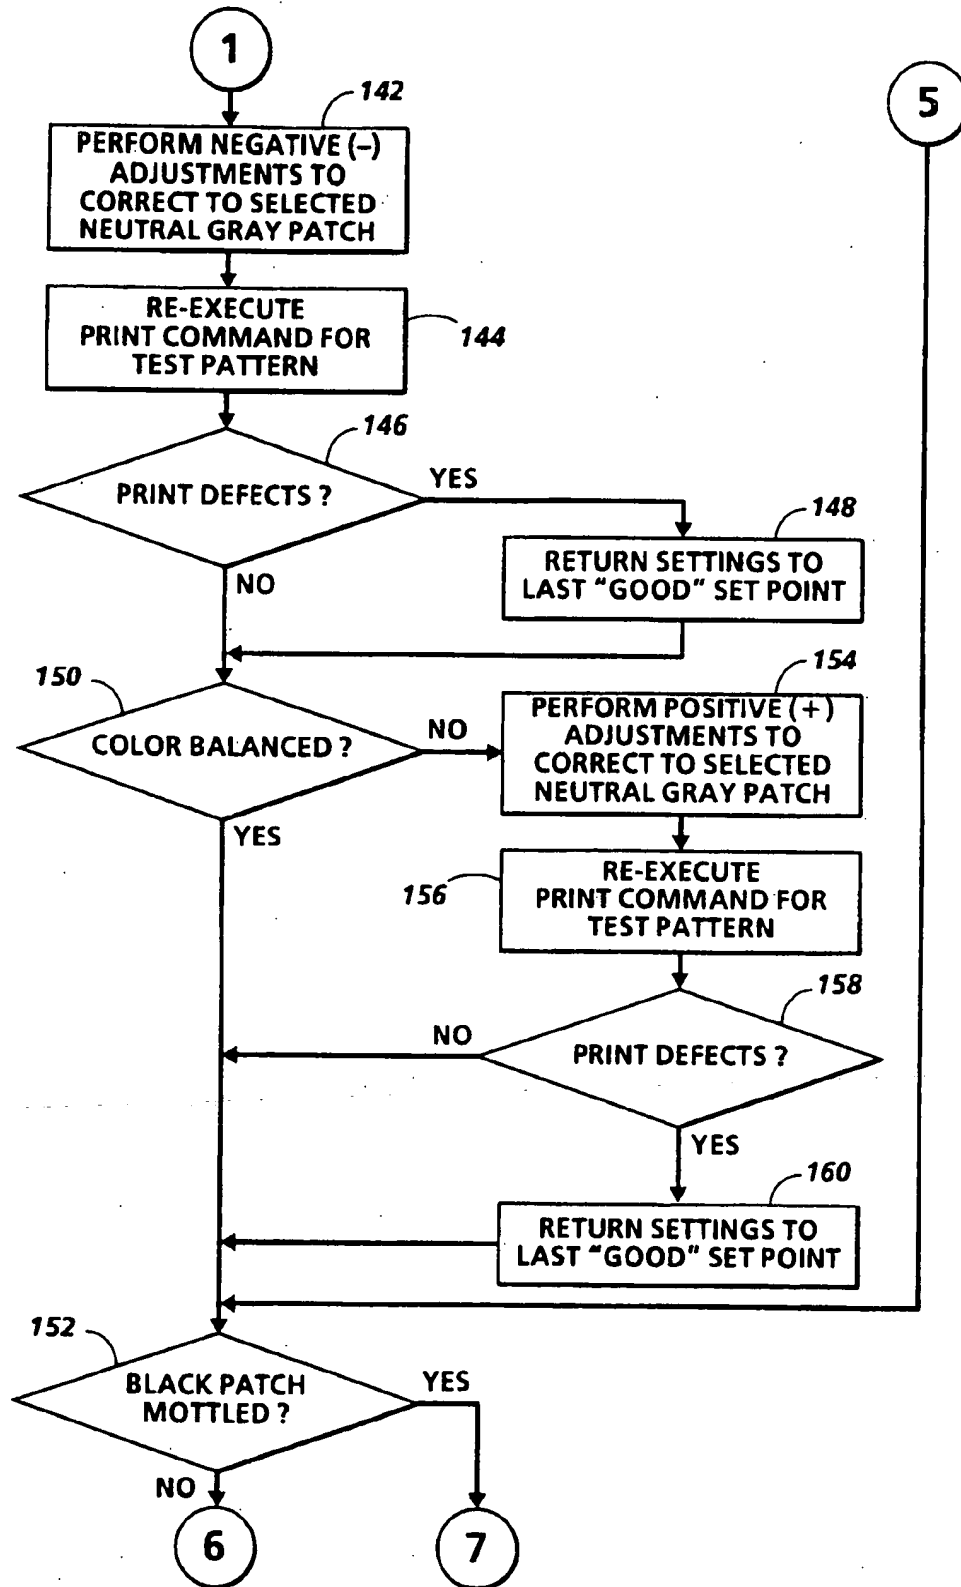 1
142
5
PERFORM NEGATIVE (–)
ADJUSTMENTS TO
CORRECT TO SELECTED
NEUTRAL GRAY PATCH
RE-EXECUTE
PRINT COMMAND FOR
TEST PATTERN
144
146
PRINT DEFECTS ?
YES
NO
148
RETURN SETTINGS TO
LAST "GOOD" SET POINT
150
COLOR BALANCED ?
NO
YES
154
PERFORM POSITIVE (+)
ADJUSTMENTS TO
CORRECT TO SELECTED
NEUTRAL GRAY PATCH
156
RE-EXECUTE
PRINT COMMAND FOR
TEST PATTERN
158
PRINT DEFECTS ?
NO
YES
160
RETURN SETTINGS TO
LAST "GOOD" SET POINT
152
BLACK PATCH
MOTTLED ?
YES
NO
6
7